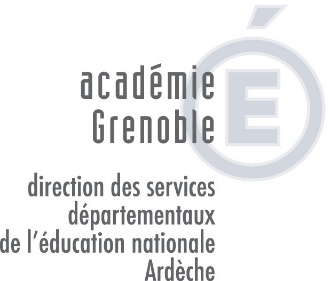 académie
Grenoble
É
direction des services
départementaux
de l'éducation nationale
Ardèche